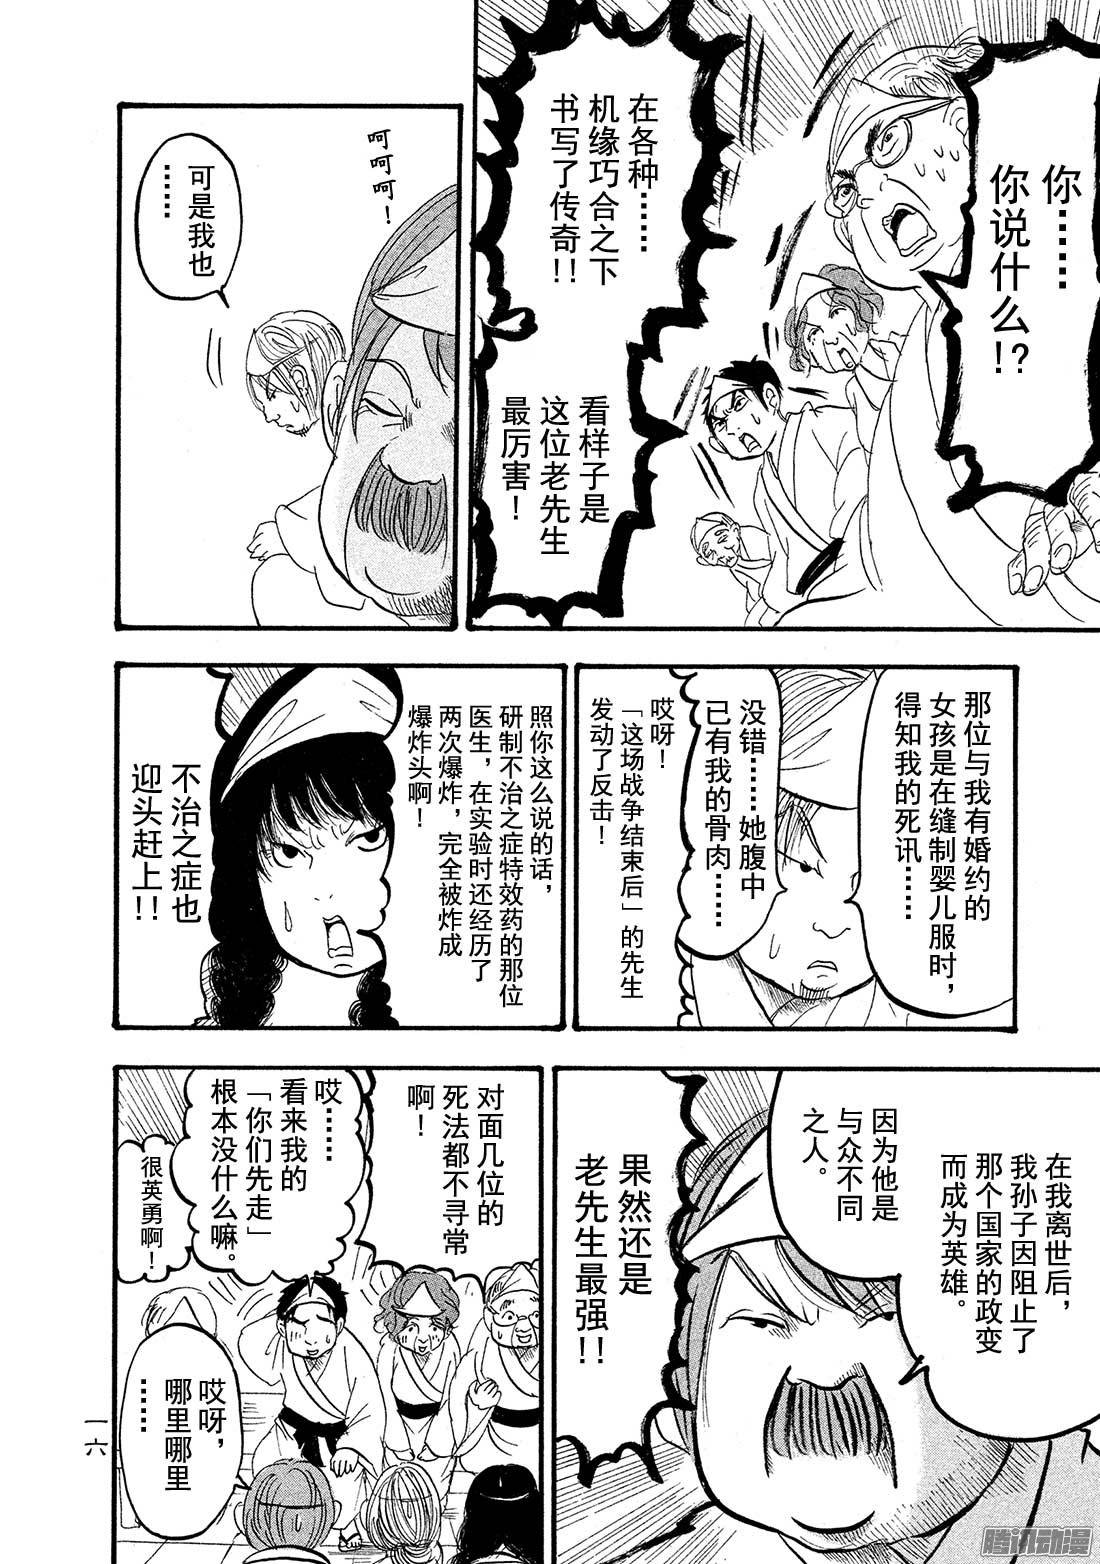 你……
你说什么!?
在各种……
机缘巧合之下
书写了传奇!!
看样子是
这位老先生
最厉害!
呵呵呵!
可是我也
……
那位与我有婚约的
女孩是在缝制婴儿服时，
得知我的死讯……
没错……她腹中
已有我的骨肉……
哎呀!
「这场战争结束后」的先生
发动了反击!
照你这么说的话，
研制不治之症特效药的那位
医生，在实验时还经历了
两次爆炸，完全被炸成
爆炸头啊!
不治之症也
迎头赶上!!
在我离世后，
我孙子因阻止了
那个国家的政变
而成为英雄。
因为他是
与众不同
之人。
果然还是
老先生最强!!
对面几位的
死法都不寻常
啊!
哎……
看来我的
「你们先走」
根本没什么嘛。
很英勇啊!
哎呀，
哪里哪里
……
一六
腾讯动漫